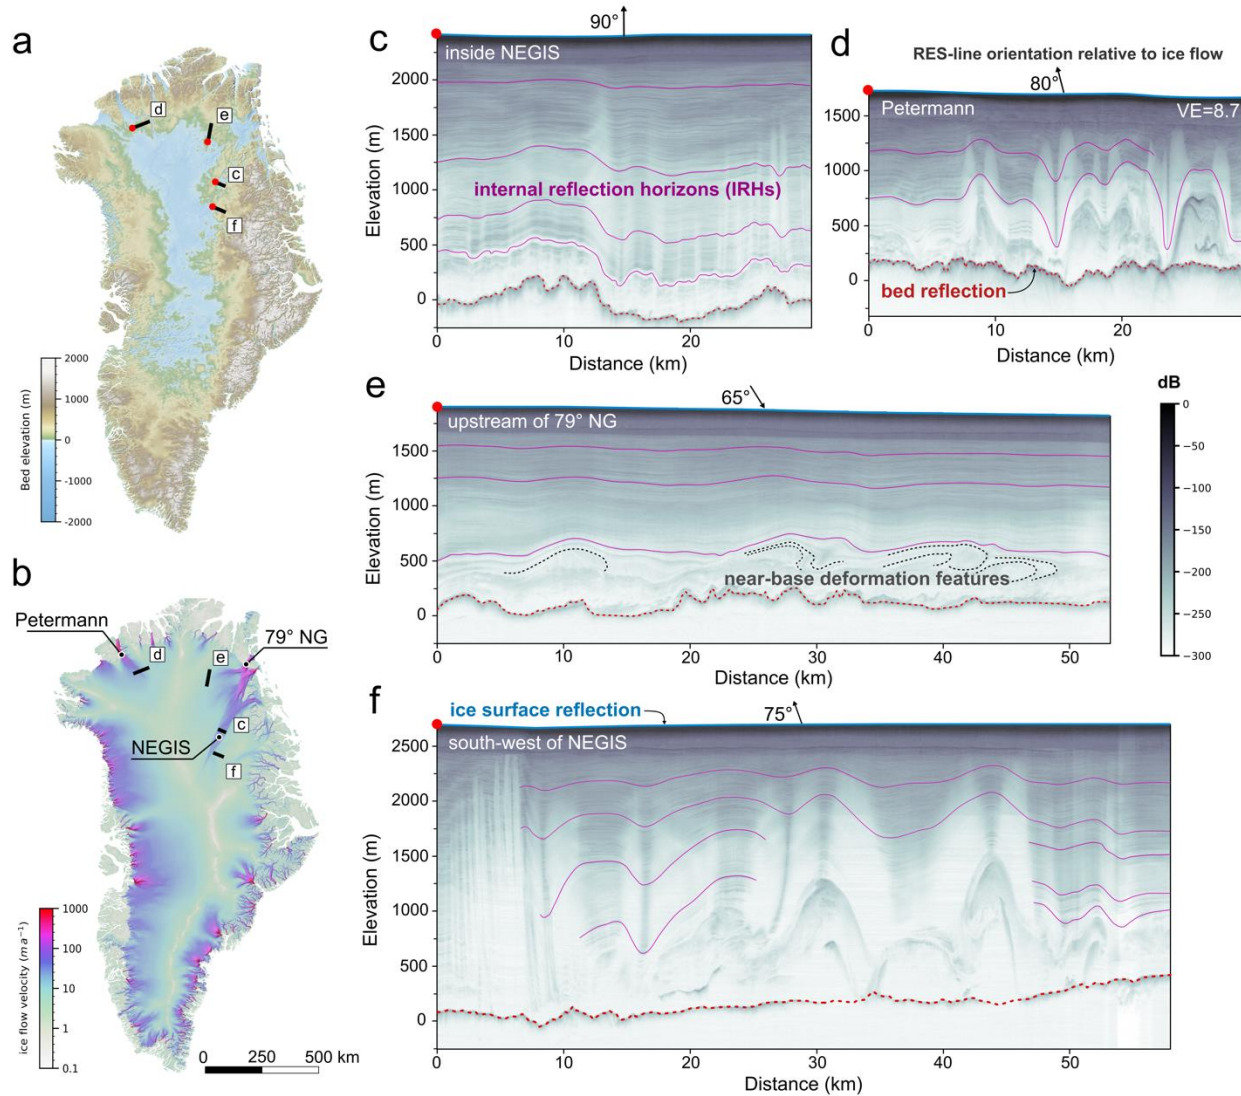 a
d
e
c
f
2000
1000
0
-1000
-2000
Bed elevation (m)
b
Petermann
79° NG
d
e
c
NEGIS
f
1000
100
10
1
0.1
ice flow velocity (m a⁻¹)
0 250 500 km
c
90°
inside NEGIS
2000
1500
1000
500
0
Elevation (m)
internal reflection horizons (IRHs)
0 10 20
Distance (km)
d
RES-line orientation relative to ice flow
80°
Petermann
VE=8.7
1500
1000
500
0
Elevation (m)
bed reflection
0 10 20
Distance (km)
e
65°
upstream of 79° NG
1500
1000
500
0
Elevation (m)
near-base deformation features
0 10 20 30 40 50
Distance (km)
dB
0
−50
−100
−150
−200
−250
−300
f
ice surface reflection
75°
south-west of NEGIS
2500
2000
1500
1000
500
0
Elevation (m)
0 10 20 30 40 50
Distance (km)